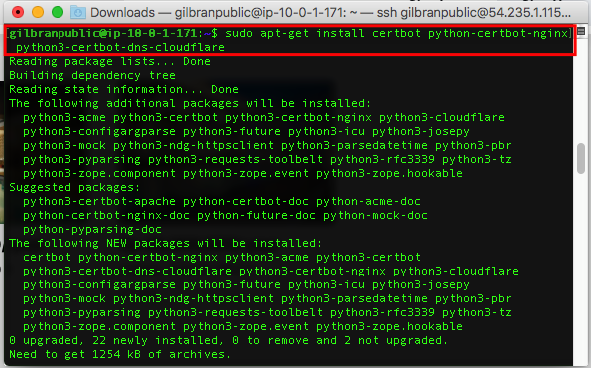 Downloads — gilbranpublic@ip-10-0-1-171: ~ — ssh gilbranpublic@54.235.1.115...
gilbranpublic@ip-10-0-1-171:~$ sudo apt-get install certbot python-certbot-nginx
python3-certbot-dns-cloudflare
Reading package lists... Done
Building dependency tree
Reading state information... Done
The following additional packages will be installed:
python3-acme python3-certbot python3-certbot-nginx python3-cloudflare
python3-configargparse python3-future python3-icu python3-josepy
python3-mock python3-ndg-httpsclient python3-parsedatetime python3-pbr
python3-pyparsing python3-requests-toolbelt python3-rfc3339 python3-tz
python3-zope.component python3-zope.event python3-zope.hookable
Suggested packages:
python3-certbot-apache python-certbot-doc python-acme-doc
python-certbot-nginx-doc python-future-doc python-mock-doc
python-pyparsing-doc
The following NEW packages will be installed:
certbot python-certbot-nginx python3-acme python3-certbot
python3-certbot-dns-cloudflare python3-certbot-nginx python3-cloudflare
python3-configargparse python3-future python3-icu python3-josepy
python3-mock python3-ndg-httpsclient python3-parsedatetime python3-pbr
python3-pyparsing python3-requests-toolbelt python3-rfc3339 python3-tz
python3-zope.component python3-zope.event python3-zope.hookable
0 upgraded, 22 newly installed, 0 to remove and 2 not upgraded.
Need to get 1254 kB of archives.